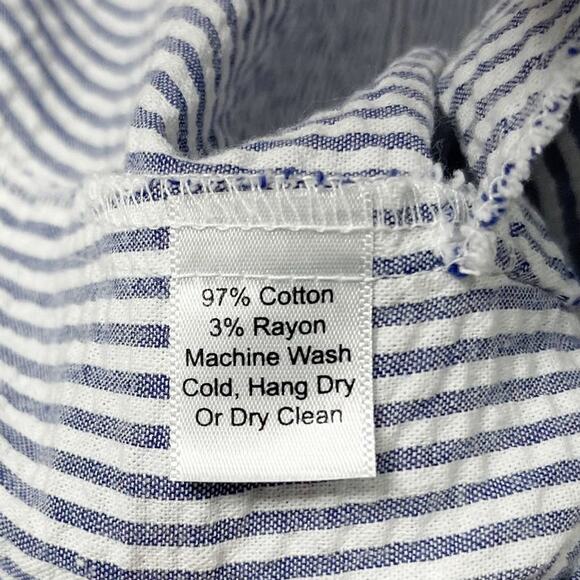 97% Cotton
3% Rayon
Machine Wash
Cold, Hang Dry
Or Dry Clean